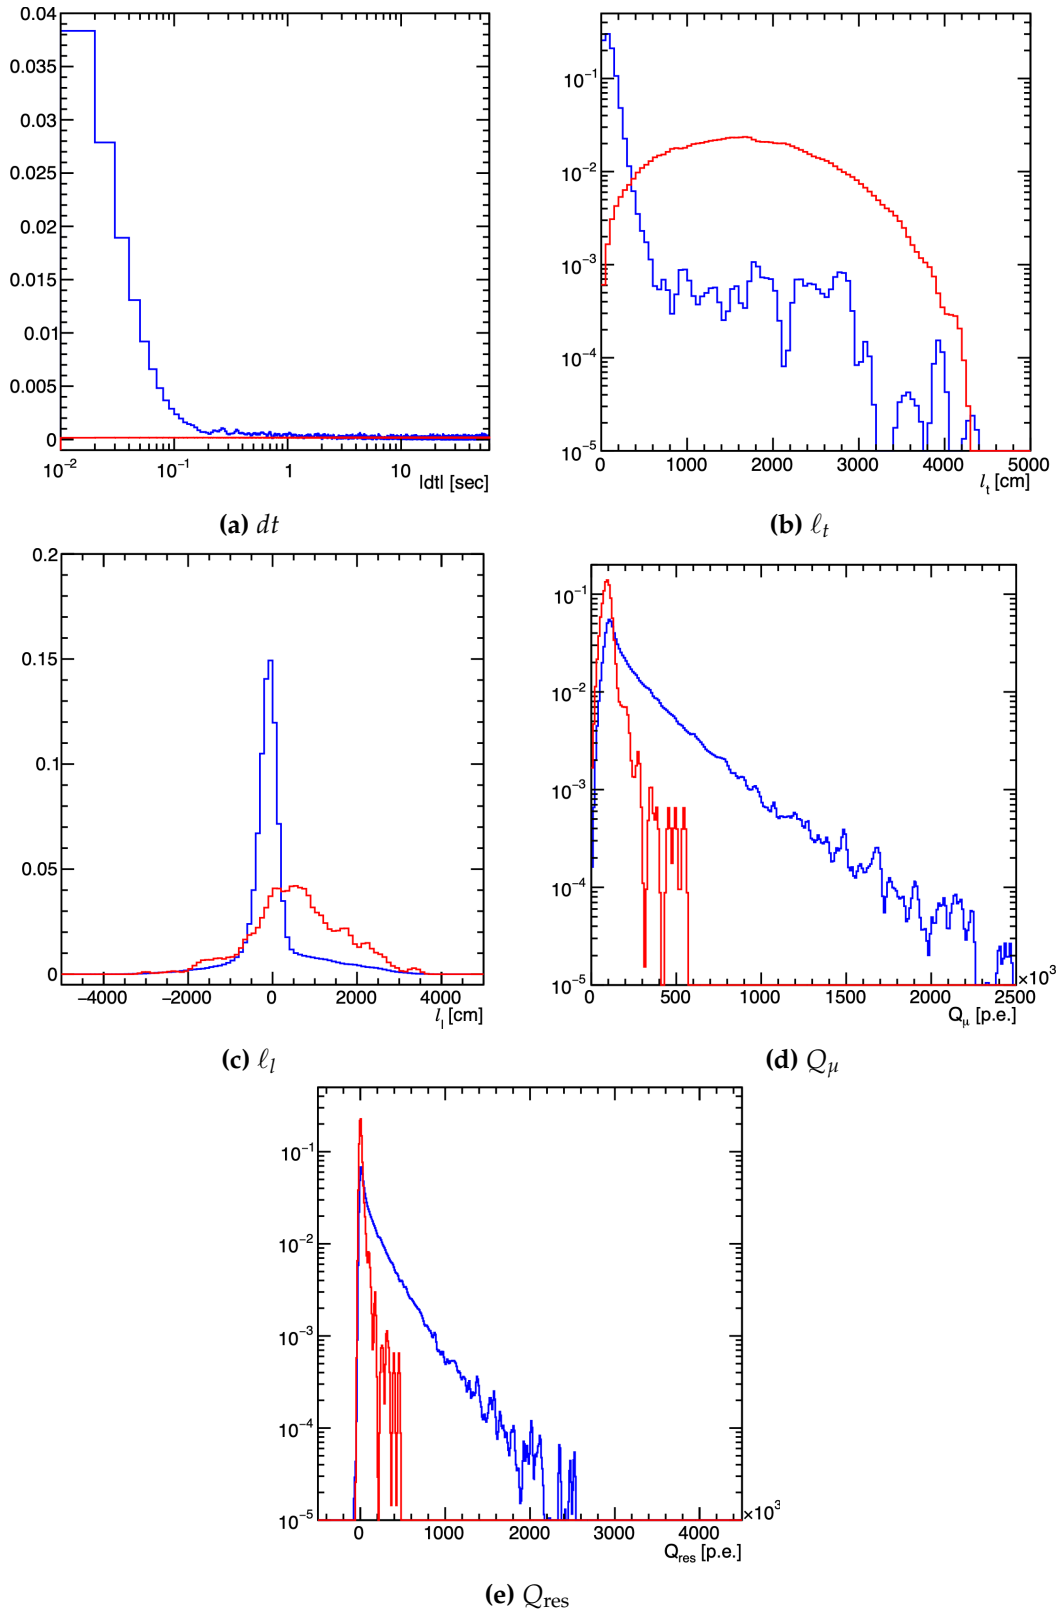 0.04
0.035
0.03
0.025
0.02
0.015
0.01
0.005
0
10⁻² 10⁻¹ 1 10
|dt| [sec]
(a) dt
10⁻¹
10⁻²
10⁻³
10⁻⁴
10⁻⁵
0 1000 2000 3000 4000 5000
l_t [cm]
(b) ℓ_t
0.2
0.15
0.1
0.05
0
−4000 −2000 0 2000 4000
l_l [cm]
(c) ℓ_l
10⁻¹
10⁻²
10⁻³
10⁻⁴
10⁻⁵
0 500 1000 1500 2000 2500
×10³
Q_μ [p.e.]
(d) Q_μ
10⁻¹
10⁻²
10⁻³
10⁻⁴
10⁻⁵
0 1000 2000 3000 4000
×10³
Q_res [p.e.]
(e) Q_res